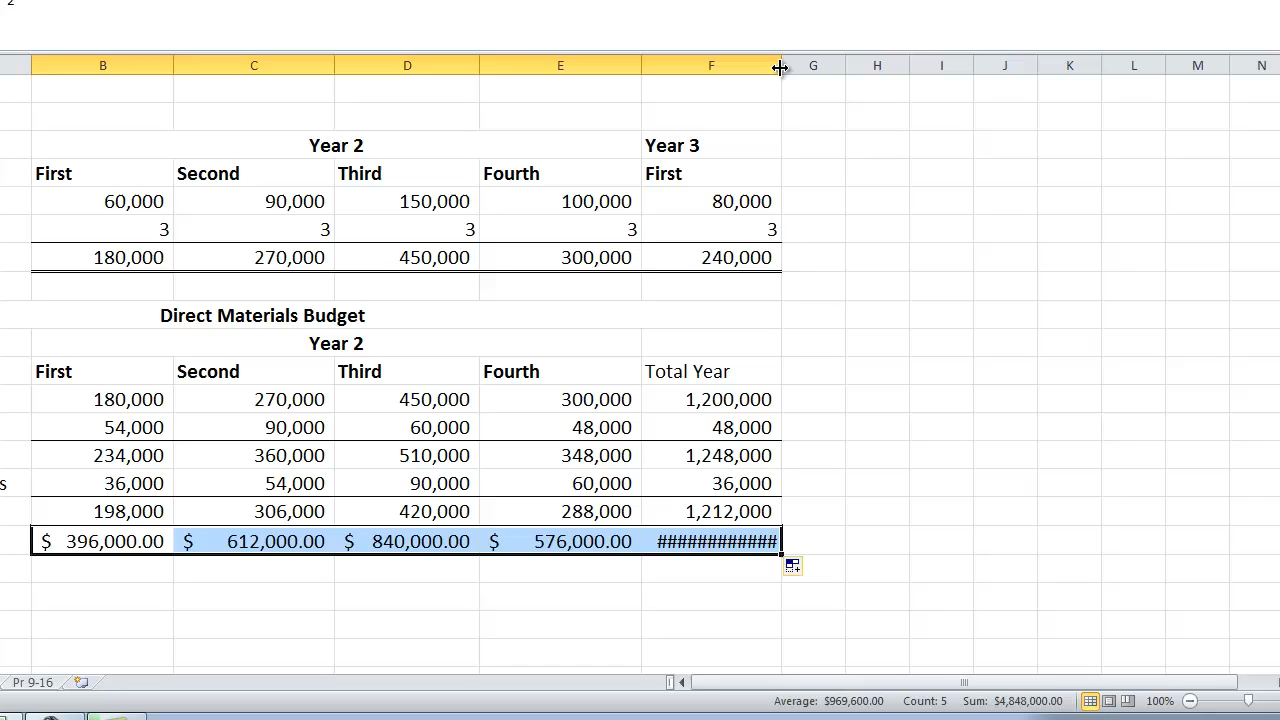 2
B C D E F G H I J K L M N
Year 2 Year 3
First Second Third Fourth First
60,000 90,000 150,000 100,000 80,000
3 3 3 3 3
180,000 270,000 450,000 300,000 240,000
Direct Materials Budget
Year 2
First Second Third Fourth Total Year
180,000 270,000 450,000 300,000 1,200,000
54,000 90,000 60,000 48,000 48,000
234,000 360,000 510,000 348,000 1,248,000
s 36,000 54,000 90,000 60,000 36,000
198,000 306,000 420,000 288,000 1,212,000
$ 396,000.00 $ 612,000.00 $ 840,000.00 $ 576,000.00 ############
Pr 9-16
Average: $969,600.00 Count: 5 Sum: $4,848,000.00 100%